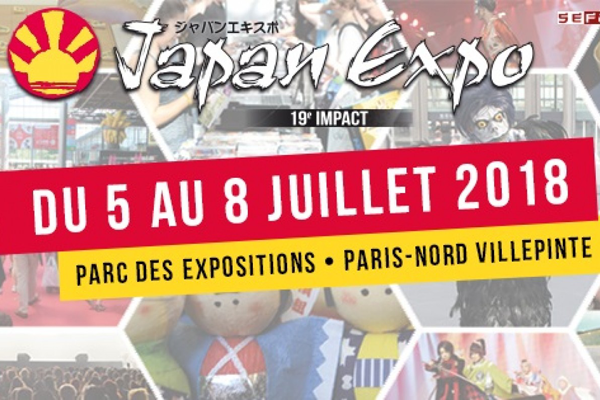 ジャパンエキスポ
Japan Expo
19e IMPACT
DU 5 AU 8 JUILLET 2018
PARC DES EXPOSITIONS • PARIS-NORD VILLEPINTE